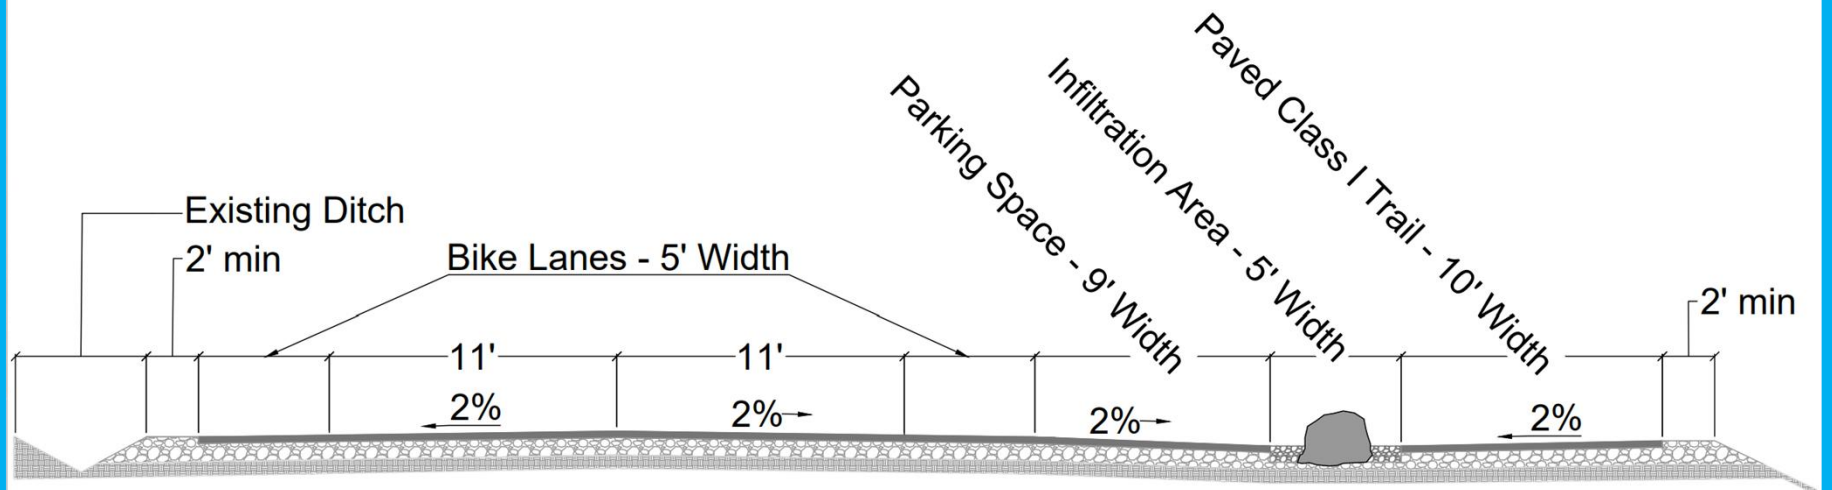 Paved Class I Trail - 10' Width
Infiltration Area - 5' Width
Parking Space - 9' Width
Existing Ditch
2' min
Bike Lanes - 5' Width
2' min
11'
11'
2%
2%
2%
2%